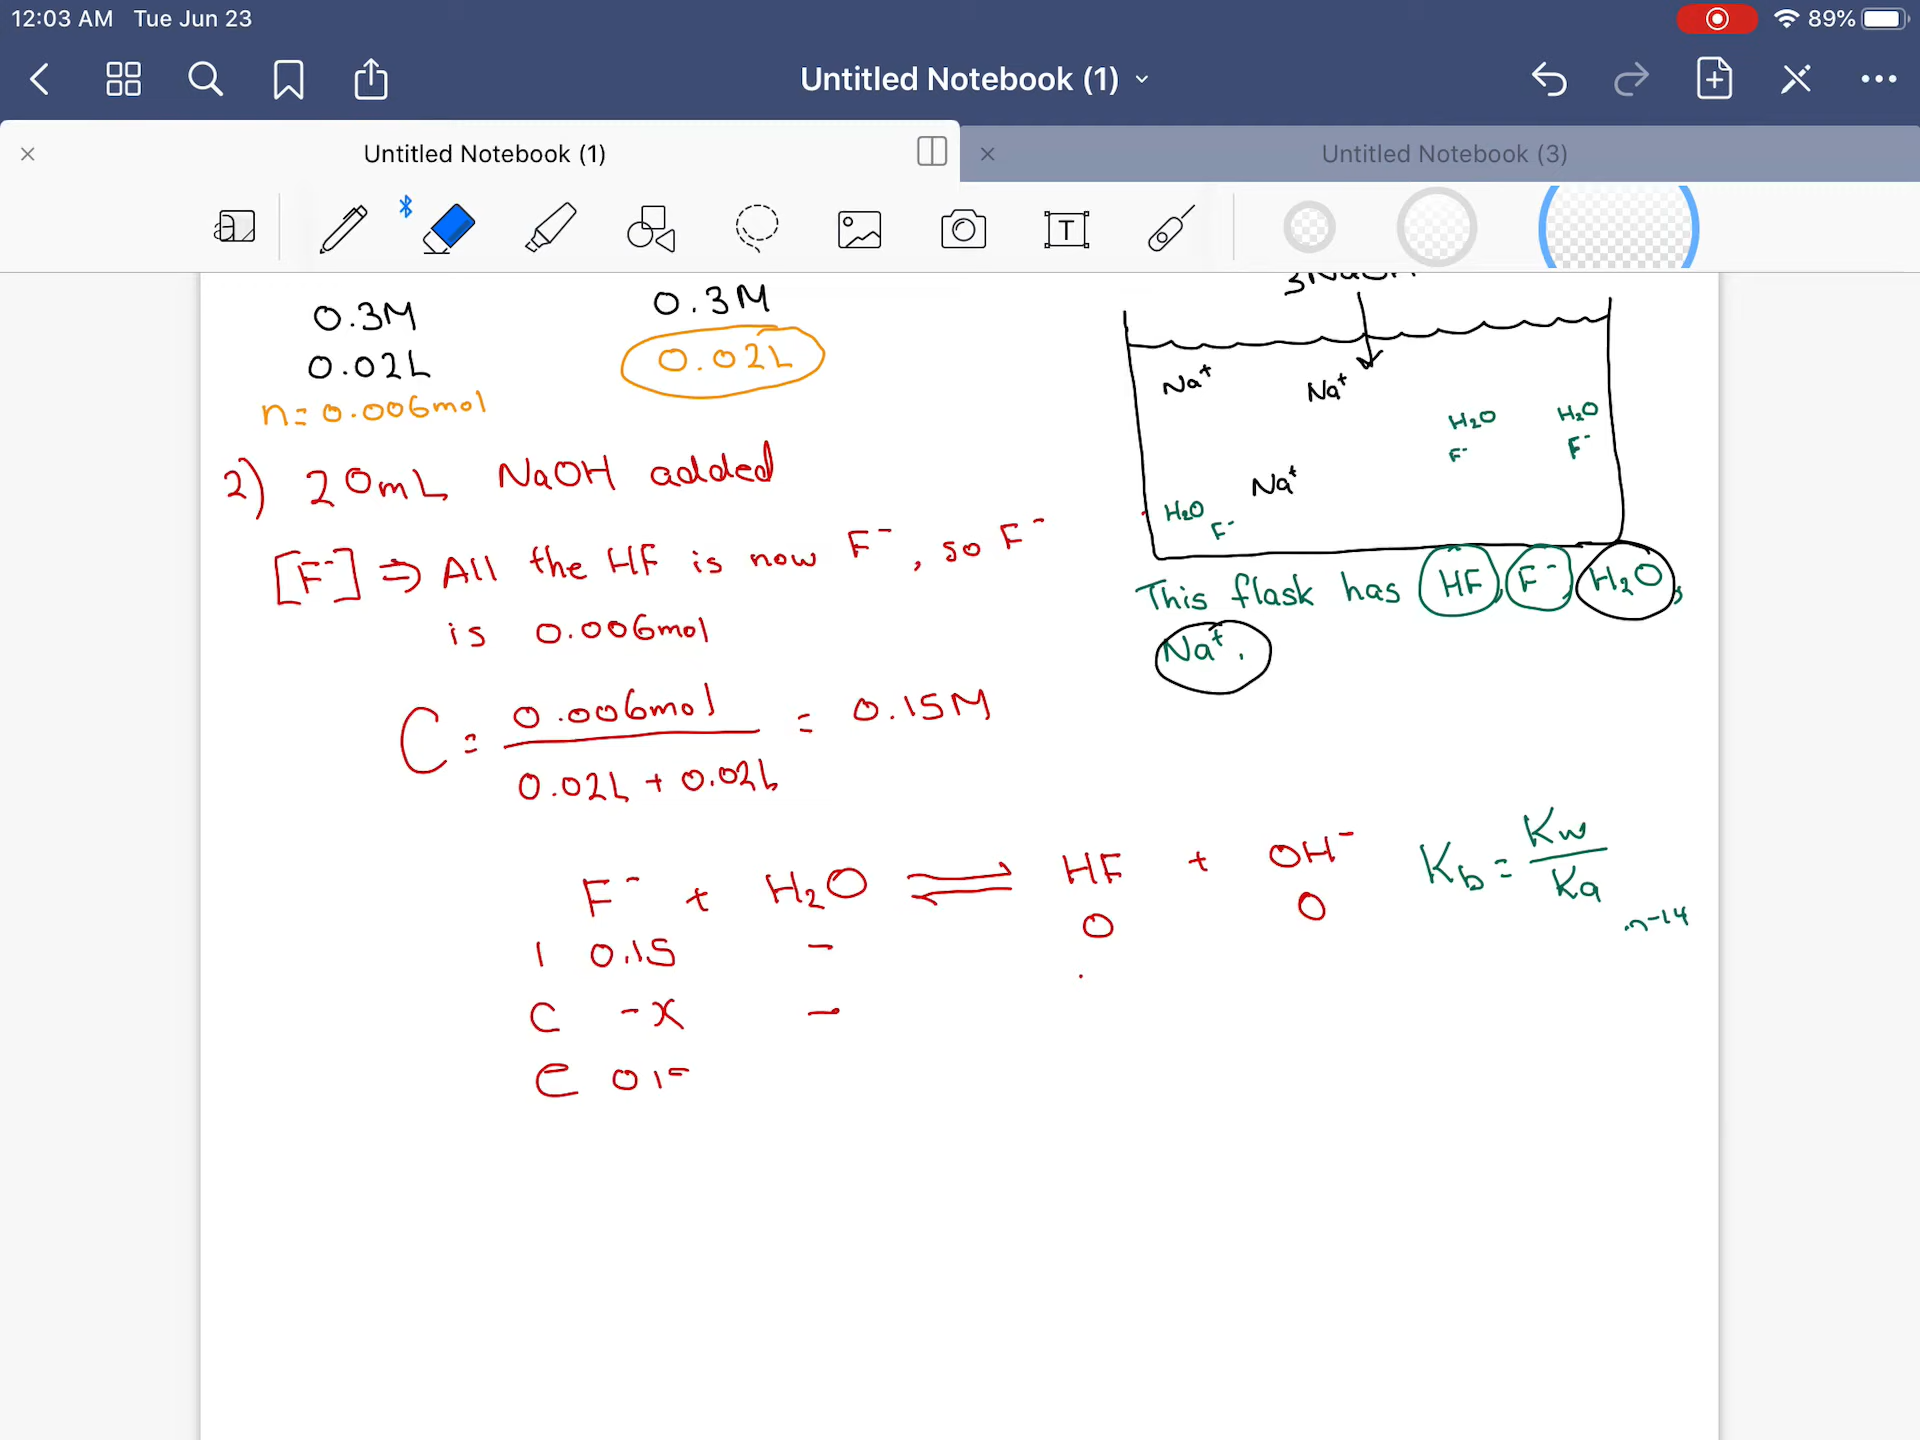 12:03 AM Tue Jun 23
89%
Untitled Notebook (1)
Untitled Notebook (1)
Untitled Notebook (3)
T
0.3M
0.3M
0.02L
0.02L
n=0.006mol
3NaOH
Na⁺ Na⁺
H₂O H₂O
F⁻ F⁻
Na⁺
H₂O
F⁻
2) 20mL NaOH added
[F⁻] ⇒ All the HF is now F⁻, so F⁻
is 0.006mol
This flask has HF, F⁻, H₂O,
Na⁺.
C = 0.006mol / 0.02L + 0.02L = 0.15M
F⁻ + H₂O ⇌ HF + OH⁻
I 0.15 - 0 0
C -x -
E
Kb = Kw / Ka